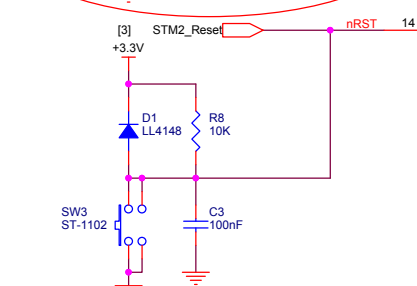 [3]
STM2_Reset
nRST
14
+3.3V
D1
LL4148
R8
10K
SW3
ST-1102
C3
100nF